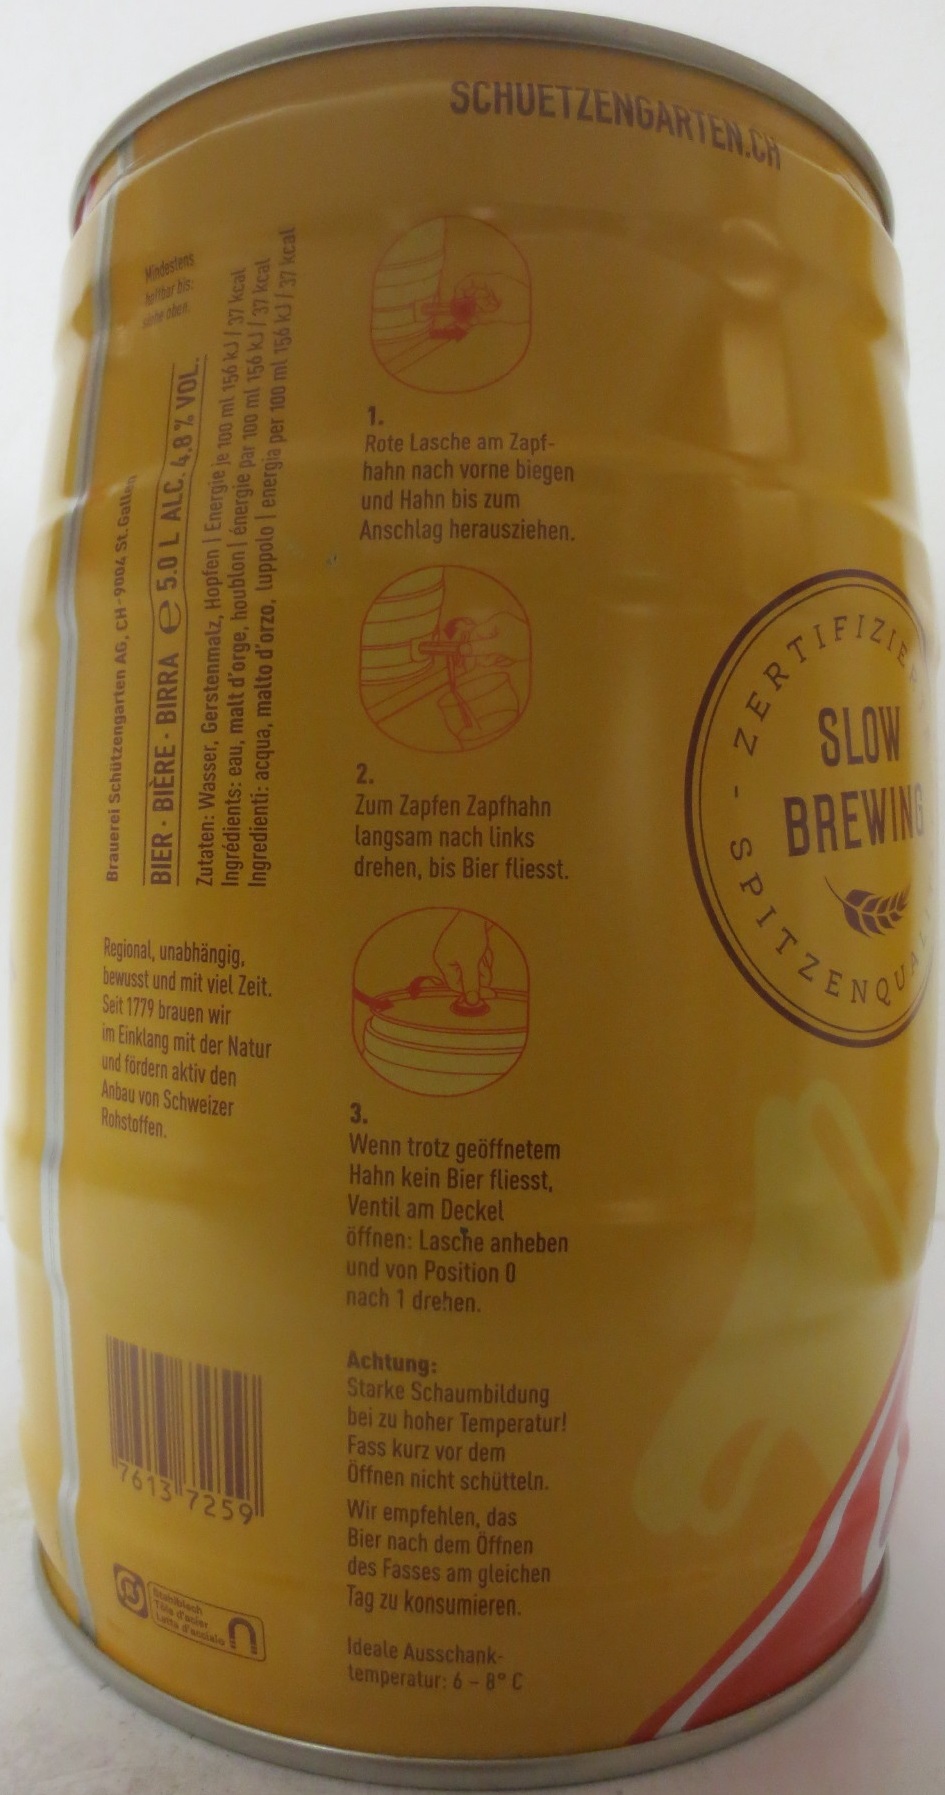 SCHUETZENGARTEN.CH
Mindestens
haltbar bis:
siehe oben.
Brauerei Schützengarten AG, CH-9004 St. Gallen
BIER · BIÈRE · BIRRA e 5.0 L ALC. 4,8 % VOL.
Zutaten: Wasser, Gerstenmalz, Hopfen | Energie je 100 ml 156 kJ / 37 kcal
Ingrédients: eau, malt d'orge, houblon | énergie par 100 ml 156 kJ / 37 kcal
Ingredienti: acqua, malto d'orzo, luppolo | energia per 100 ml 156 kJ / 37 kcal
Regional, unabhängig,
bewusst und mit viel Zeit.
Seit 1779 brauen wir
im Einklang mit der Natur
und fördern aktiv den
Anbau von Schweizer
Rohstoffen.
7613 7259
Stahlblech
Tôle d'acier
Latta d'acciaio
1.
Rote Lasche am Zapf-
hahn nach vorne biegen
und Hahn bis zum
Anschlag herausziehen.
2.
Zum Zapfen Zapfhahn
langsam nach links
drehen, bis Bier fliesst.
3.
Wenn trotz geöffnetem
Hahn kein Bier fliesst,
Ventil am Deckel
öffnen: Lasche anheben
und von Position 0
nach 1 drehen.
Achtung:
Starke Schaumbildung
bei zu hoher Temperatur!
Fass kurz vor dem
Öffnen nicht schütteln.
Wir empfehlen, das
Bier nach dem Öffnen
des Fasses am gleichen
Tag zu konsumieren.
Ideale Ausschank-
temperatur: 6 – 8° C
ZERTIFIZIE
SLOW
BREWING
SPITZENQUA